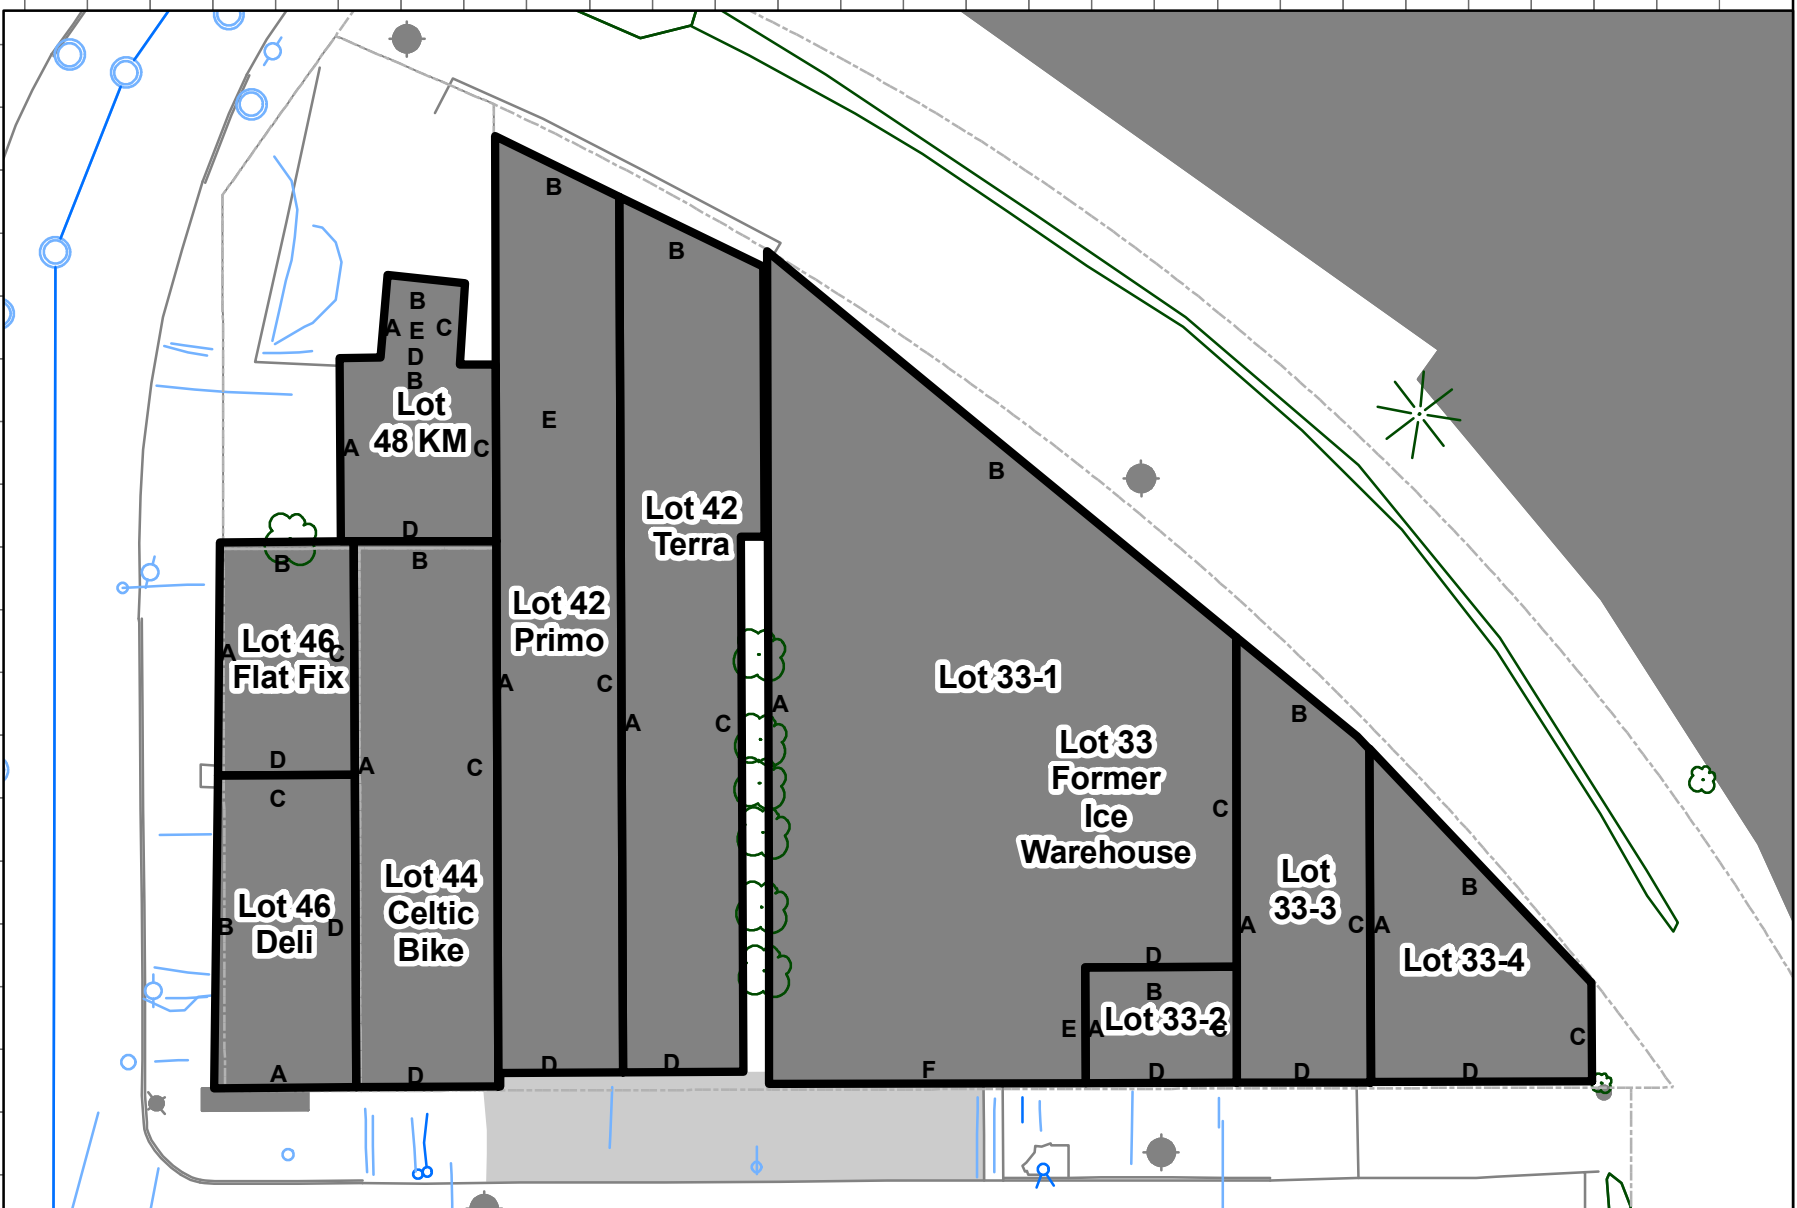 B
B
B
A
C
E
D
B
Lot
48 KM
A
C
D
E
B
Lot 42
Terra
B
B
Lot 46
Flat Fix
A
C
D
B
Lot 42
Primo
A
C
A
C
A
Lot 33-1
C
Lot 33
Former
Ice
Warehouse
B
A
C
C
Lot 46
Deli
B
D
A
Lot 44
Celtic
Bike
D
D
D
Lot
33-3
A
C
B
A
Lot 33-4
C
D
D
B
Lot 33-2
E
A
C
F
D
D